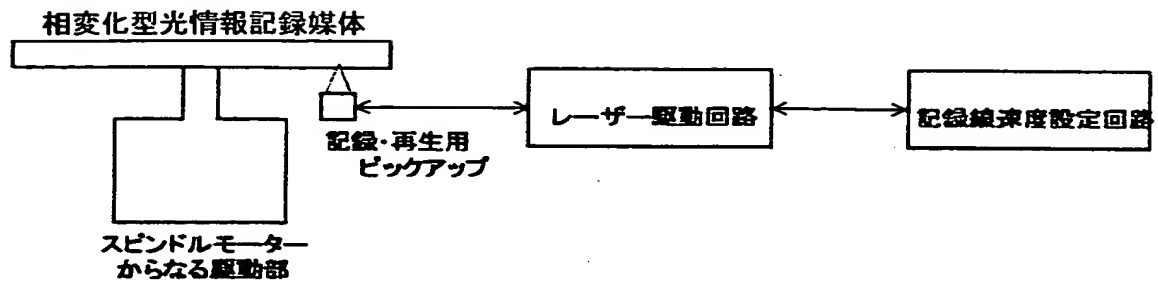 相変化型光情報記録媒体
レーザー駆動回路
記録線速度設定回路
記録・再生用
ピックアップ
スピンドルモーター
からなる駆動部